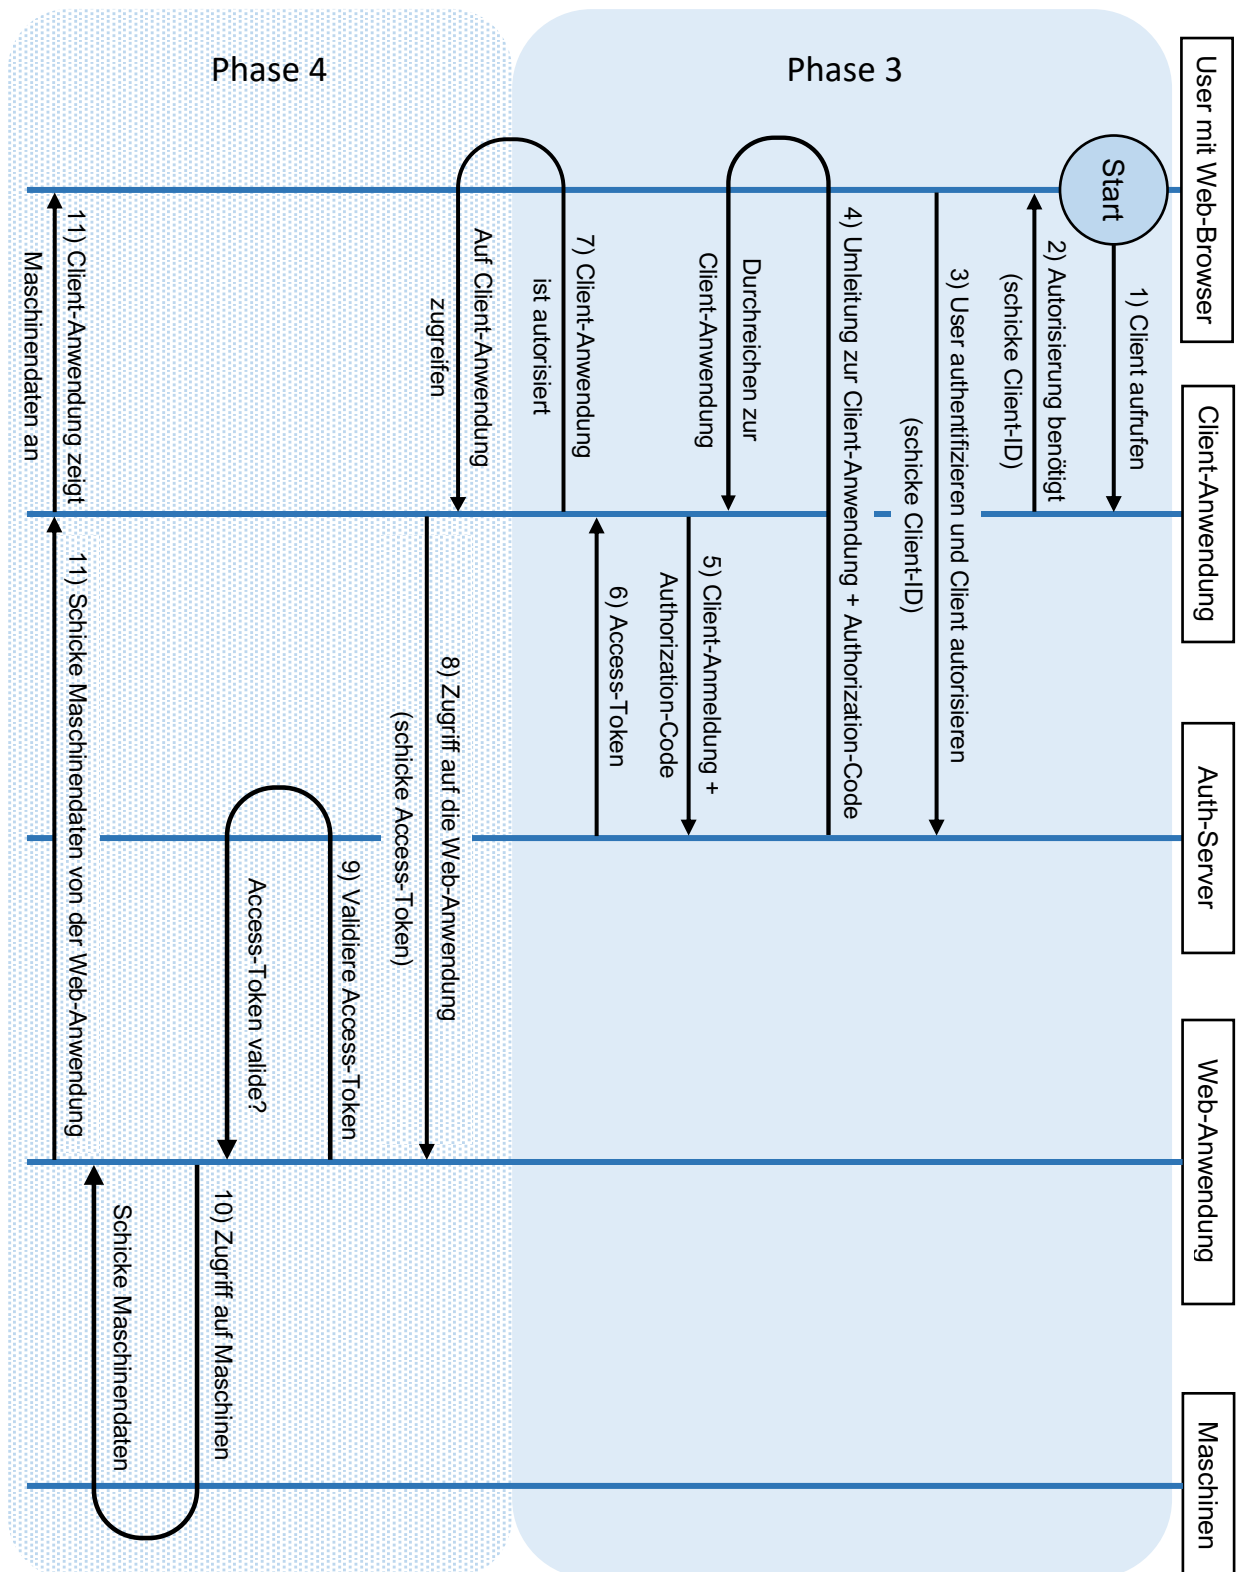 User mit Web-Browser
Client-Anwendung
Auth-Server
Web-Anwendung
Maschinen
Phase 3
Start
1) Client aufrufen
2) Autorisierung benötigt
(schicke Client-ID)
3) User authentifizieren und Client autorisieren
(schicke Client-ID)
4) Umleitung zur Client-Anwendung + Authorization-Code
Durchreichen zur
Client-Anwendung
5) Client-Anmeldung +
Authorization-Code
6) Access-Token
7) Client-Anwendung
ist autorisiert
Phase 4
Auf Client-Anwendung
zugreifen
8) Zugriff auf die Web-Anwendung
(schicke Access-Token)
9) Validiere Access-Token
Access-Token valide?
10) Zugriff auf Maschinen
Schicke Maschinendaten
11) Schicke Maschinendaten von der Web-Anwendung
11) Client-Anwendung zeigt
Maschinendaten an